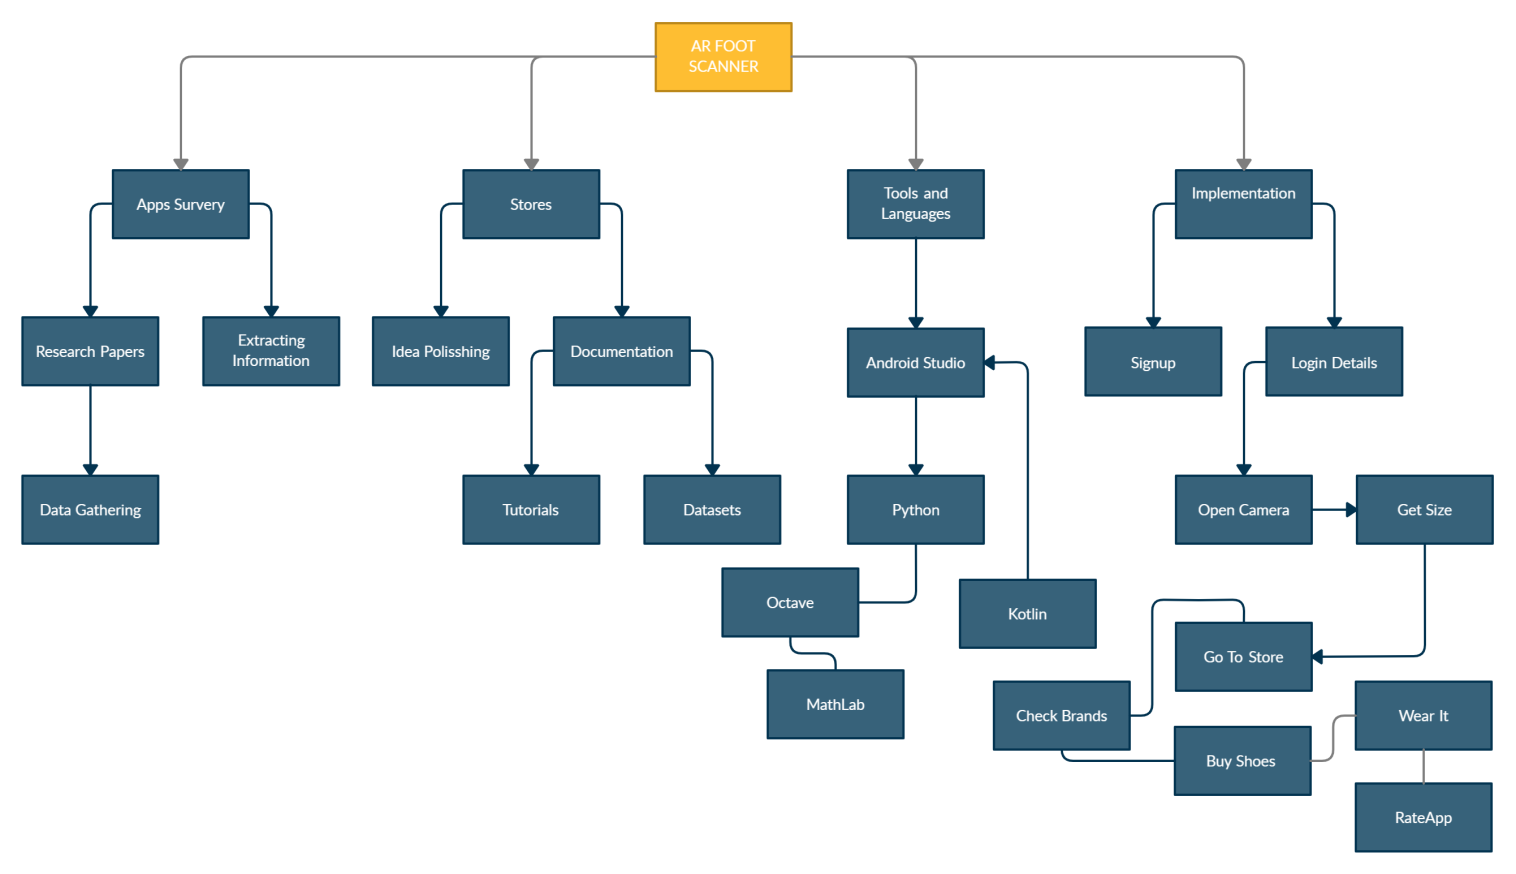 AR FOOT
SCANNER
Apps Survery
Stores
Tools and
Languages
Implementation
Research Papers
Extracting
Information
Idea Polisshing
Documentation
Android Studio
Signup
Login Details
Data Gathering
Tutorials
Datasets
Python
Open Camera
Get Size
Octave
Kotlin
Go To Store
MathLab
Check Brands
Wear It
Buy Shoes
RateApp